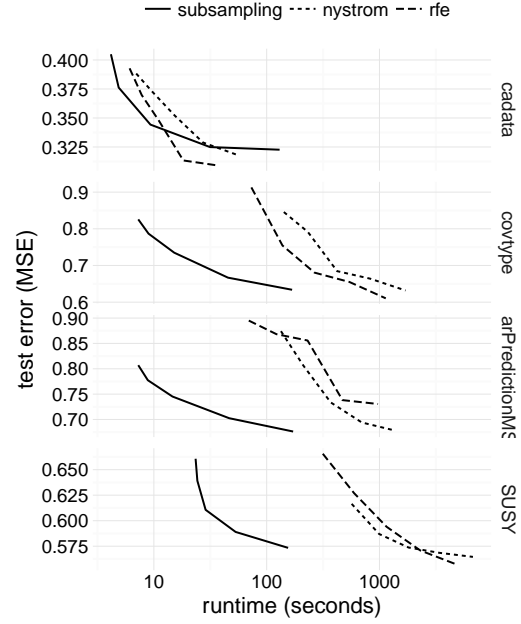 subsampling nystrom rfe
0.400
0.375
0.350
0.325
cadata
0.9
0.8
0.7
0.6
covtype
0.90
0.85
0.80
0.75
0.70
arPredictionMS
0.650
0.625
0.600
0.575
SUSY
test error (MSE)
10 100 1000
runtime (seconds)